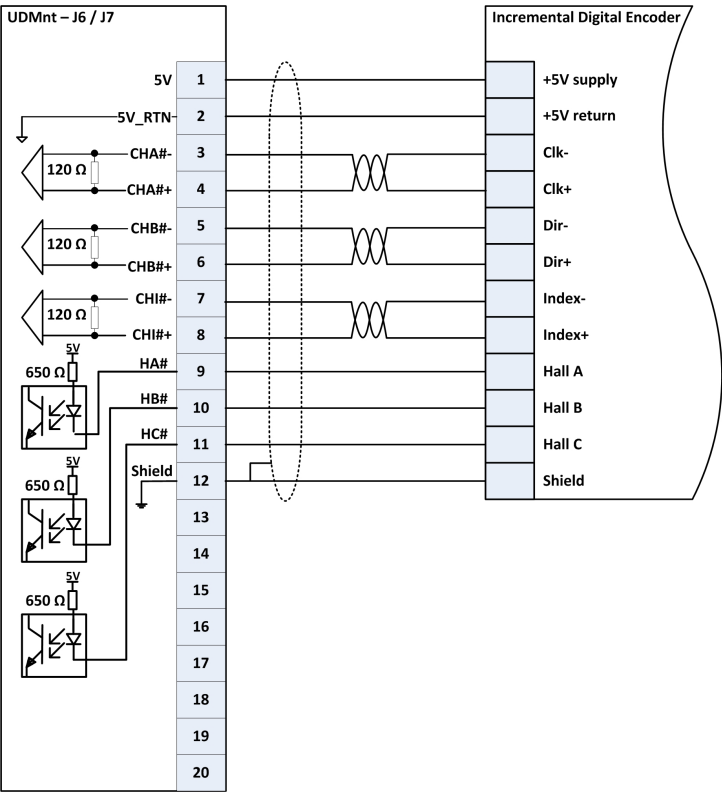 UDMnt – J6 / J7
Incremental Digital Encoder
5V 1 +5V supply
5V_RTN 2 +5V return
CHA#- 3 Clk-
120 Ω
CHA#+ 4 Clk+
CHB#- 5 Dir-
120 Ω
CHB#+ 6 Dir+
CHI#- 7 Index-
120 Ω
CHI#+ 8 Index+
5V
650 Ω
HA# 9 Hall A
HB# 10 Hall B
HC# 11 Hall C
5V
650 Ω
Shield 12 Shield
13
14
5V
650 Ω
15
16
17
18
19
20